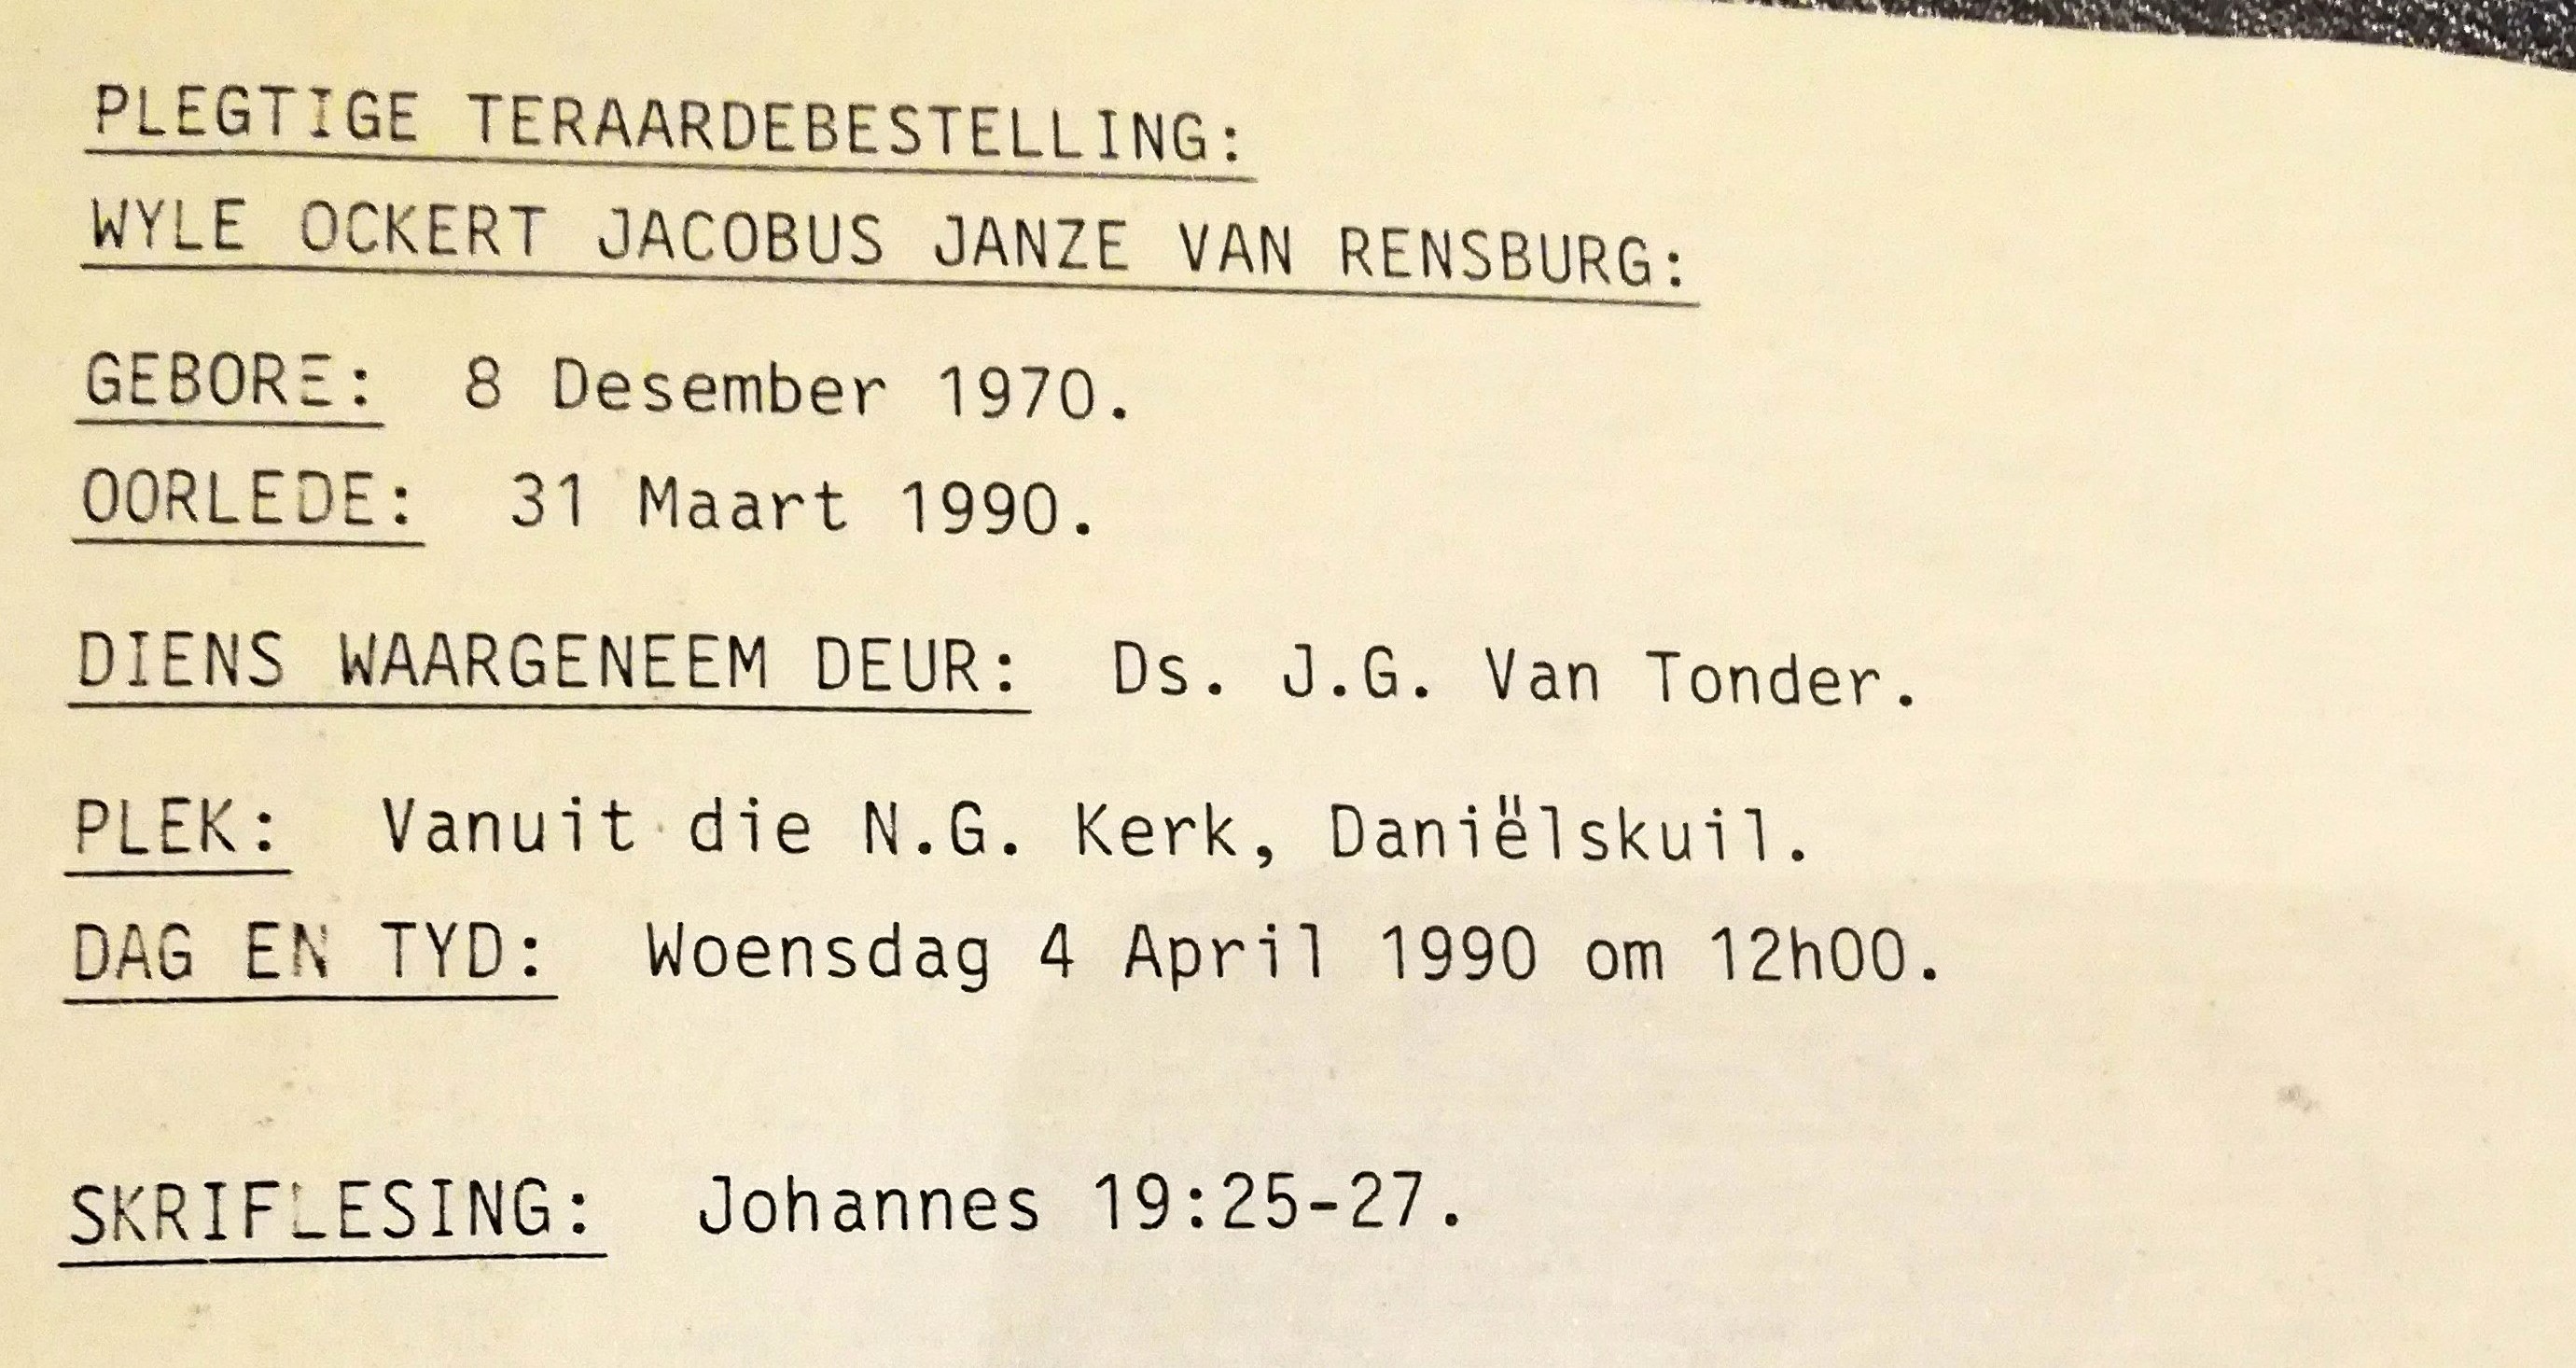 PLEGTIGE TERAARDEBESTELLING:
WYLE OCKERT JACOBUS JANZE VAN RENSBURG:
GEBORE: 8 Desember 1970.
OORLEDE: 31 Maart 1990.
DIENS WAARGENEEM DEUR: Ds. J.G. Van Tonder.
PLEK: Vanuit die N.G. Kerk, Daniëlskuil.
DAG EN TYD: Woensdag 4 April 1990 om 12h00.
SKRIFLESING: Johannes 19:25-27.